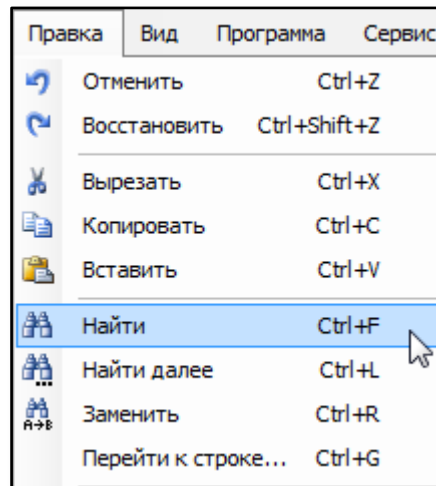 Правка Вид Программа Сервис
Отменить Ctrl+Z
Восстановить Ctrl+Shift+Z
Вырезать Ctrl+X
Копировать Ctrl+C
Вставить Ctrl+V
Найти Ctrl+F
Найти далее Ctrl+L
A→B Заменить Ctrl+R
Перейти к строке... Ctrl+G